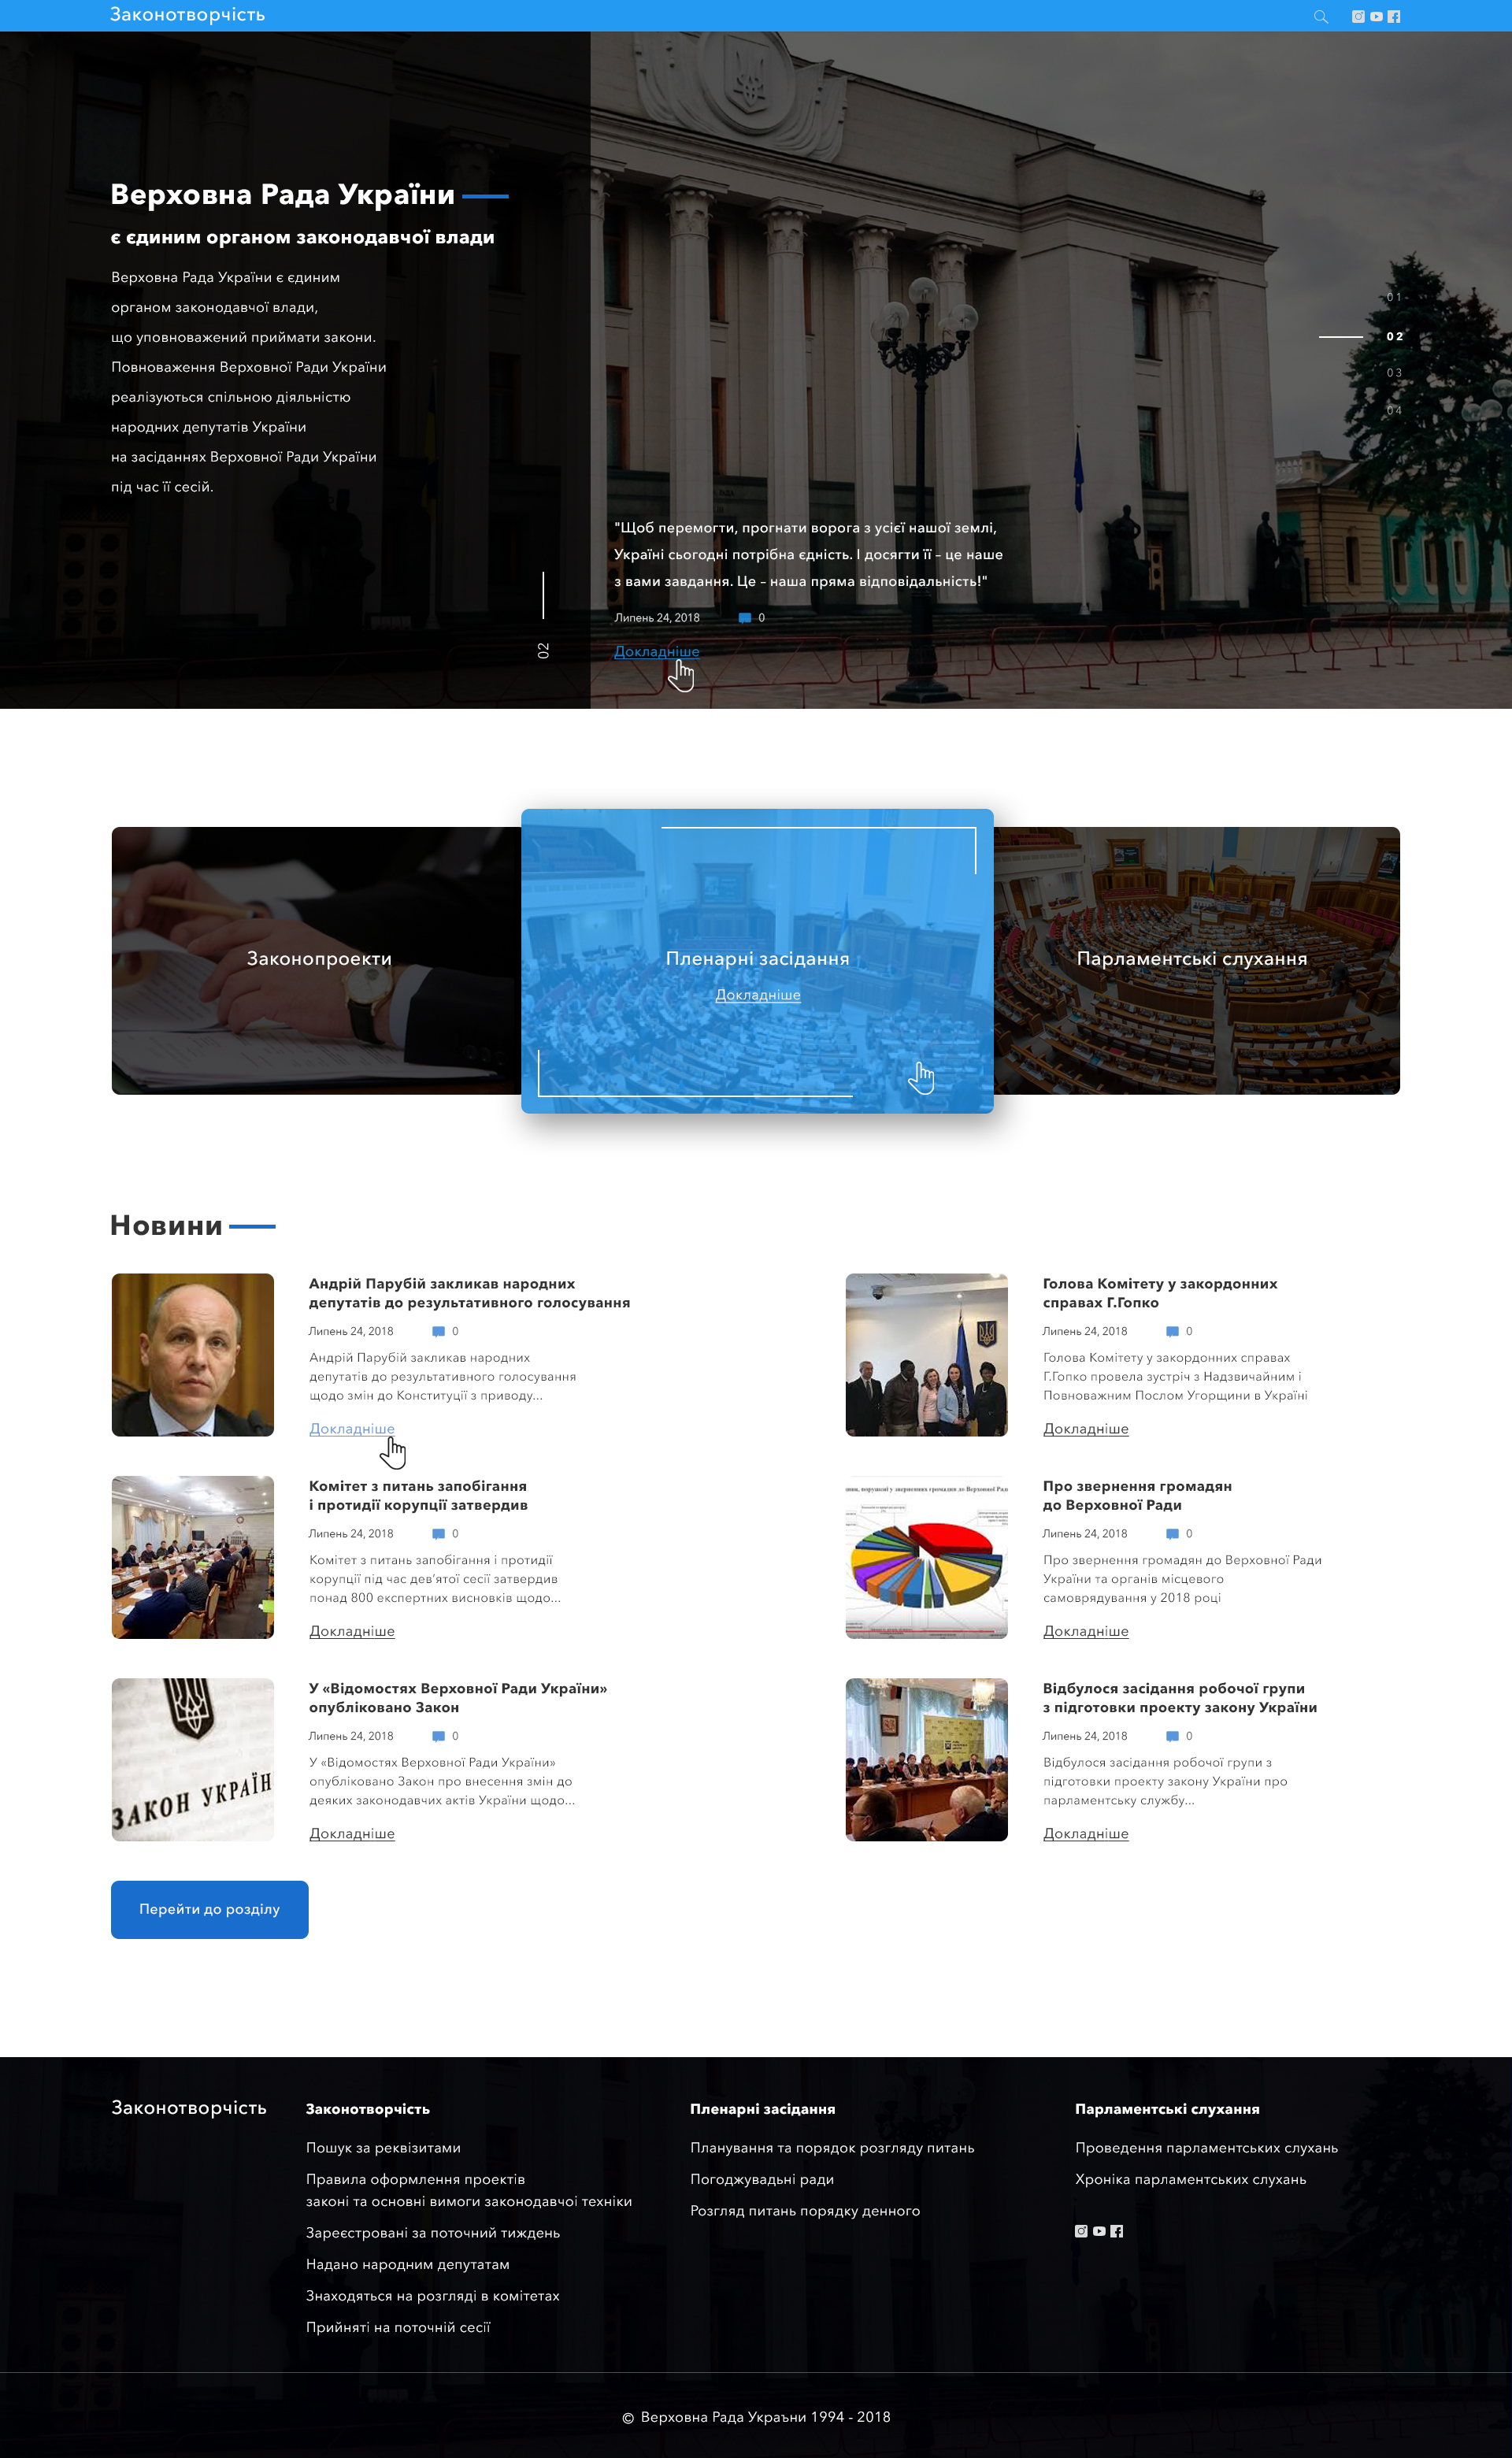 Законотворчість
Верховна Рада України
є єдиним органом законодавчої влади
Верховна Рада України є єдиним
органом законодавчої влади,
що уповноважений приймати закони.
Повноваження Верховної Ради України
реалізуються спільною діяльністю
народних депутатів України
на засіданнях Верховної Ради України
під час її сесій.
01
02
03
04
"Щоб перемогти, прогнати ворога з усієї нашої землі,
Україні сьогодні потрібна єдність. І досягти її – це наше
з вами завдання. Це – наша пряма відповідальність!"
Липень 24, 2018 0
Докладніше
02
Законопроекти
Пленарні засідання
Докладніше
Парламентські слухання
Новини
Андрій Парубій закликав народних
депутатів до результативного голосування
Липень 24, 2018 0
Андрій Парубій закликав народних
депутатів до результативного голосування
щодо змін до Конституції з приводу...
Докладніше
Голова Комітету у закордонних
справах Г.Гопко
Липень 24, 2018 0
Голова Комітету у закордонних справах
Г.Гопко провела зустріч з Надзвичайним і
Повноважним Послом Угорщини в Україні
Докладніше
Комітет з питань запобігання
і протидії корупції затвердив
Липень 24, 2018 0
Комітет з питань запобігання і протидії
корупції під час дев’ятої сесії затвердив
понад 800 експертних висновків щодо...
Докладніше
Про звернення громадян
до Верховної Ради
Липень 24, 2018 0
Про звернення громадян до Верховної Ради
України та органів місцевого
самоврядування у 2018 році
Докладніше
У «Відомостях Верховної Ради України»
опубліковано Закон
Липень 24, 2018 0
У «Відомостях Верховної Ради України»
опубліковано Закон про внесення змін до
деяких законодавчих актів України щодо...
Докладніше
ЗАКОН УКРАЇН
Відбулося засідання робочої групи
з підготовки проекту закону України
Липень 24, 2018 0
Відбулося засідання робочої групи з
підготовки проекту закону України про
парламентську службу...
Докладніше
Перейти до розділу
Законотворчість
Законотворчість
Пошук за реквізитами
Правила оформлення проектів
законі та основні вимоги законодавчоі техніки
Зареєстровані за поточний тиждень
Надано народним депутатам
Знаходяться на розгляді в комітетах
Прийняті на поточній сесії
Пленарні засідання
Планування та порядок розгляду питань
Погоджувадьні ради
Розгляд питань порядку денного
Парламентські слухання
Проведення парламентських слухань
Хроніка парламентських слухань
© Верховна Рада Украъни 1994 - 2018